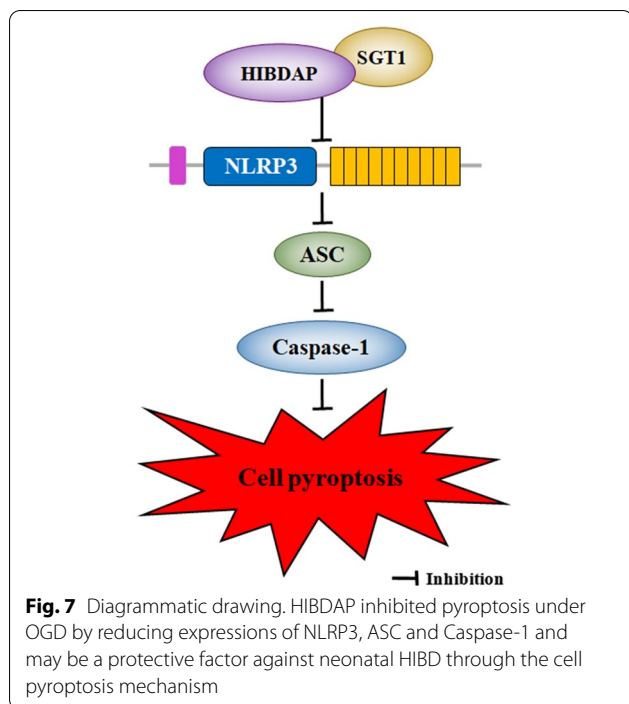 SGT1
HIBDAP
NLRP3
ASC
Caspase-1
Cell pyroptosis
Inhibition
Fig. 7 Diagrammatic drawing. HIBDAP inhibited pyroptosis under
OGD by reducing expressions of NLRP3, ASC and Caspase-1 and
may be a protective factor against neonatal HIBD through the cell
pyroptosis mechanism